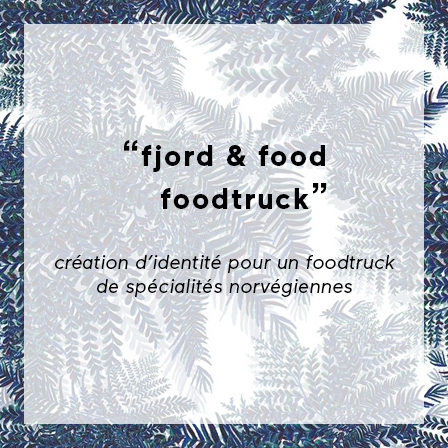 “fjord & food
foodtruck”
création d’identité pour un foodtruck
de spécialités norvégiennes